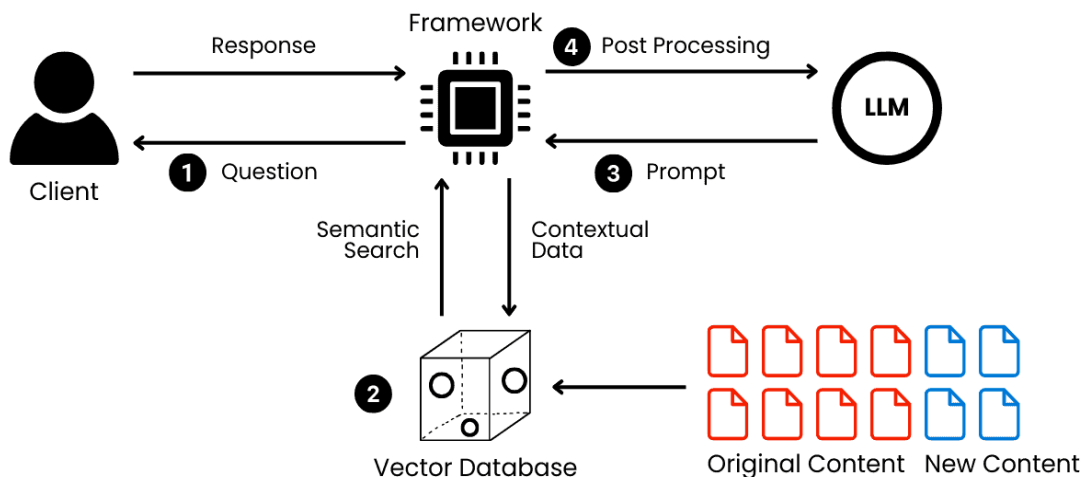 Framework
Response
4 Post Processing
LLM
1 Question
3 Prompt
Client
Semantic
Search
Contextual
Data
2
Vector Database
Original Content
New Content